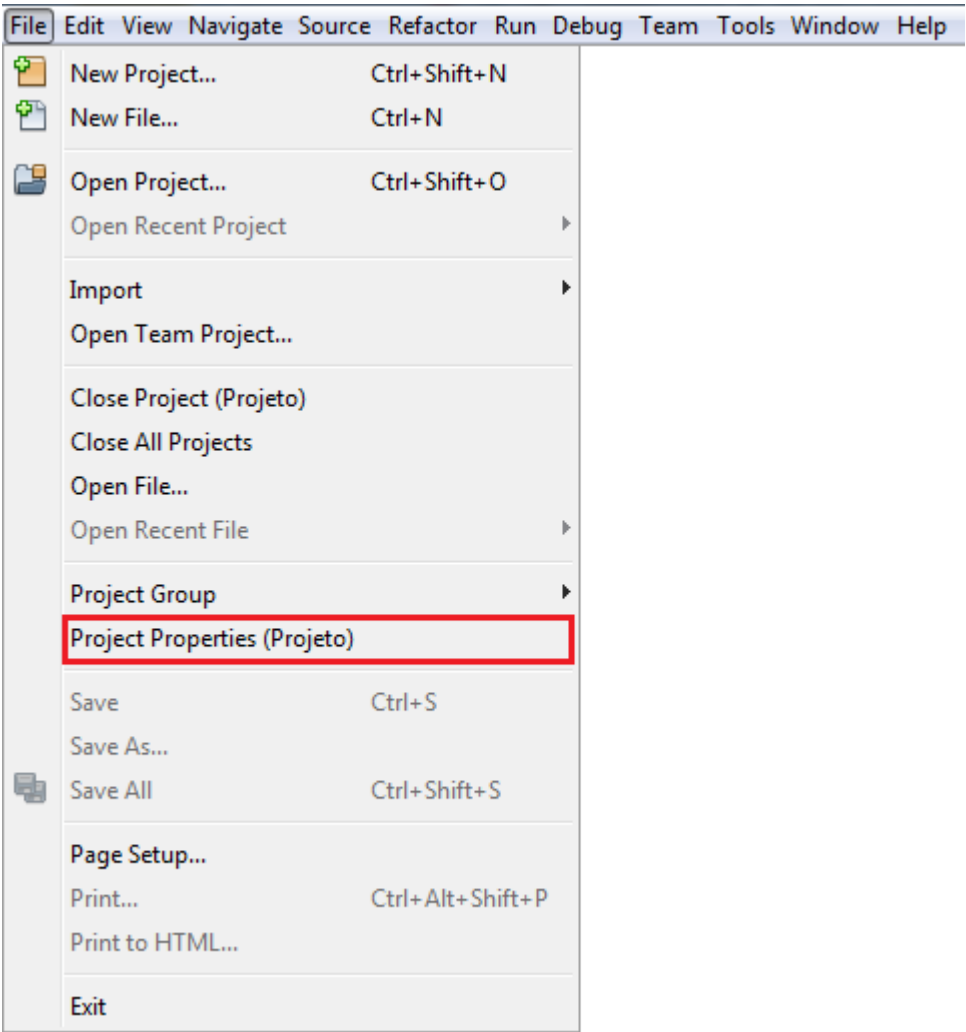 File Edit View Navigate Source Refactor Run Debug Team Tools Window Help
New Project... Ctrl+Shift+N
New File... Ctrl+N
Open Project... Ctrl+Shift+O
Open Recent Project
Import
Open Team Project...
Close Project (Projeto)
Close All Projects
Open File...
Open Recent File
Project Group
Project Properties (Projeto)
Save Ctrl+S
Save As...
Save All Ctrl+Shift+S
Page Setup...
Print... Ctrl+Alt+Shift+P
Print to HTML...
Exit